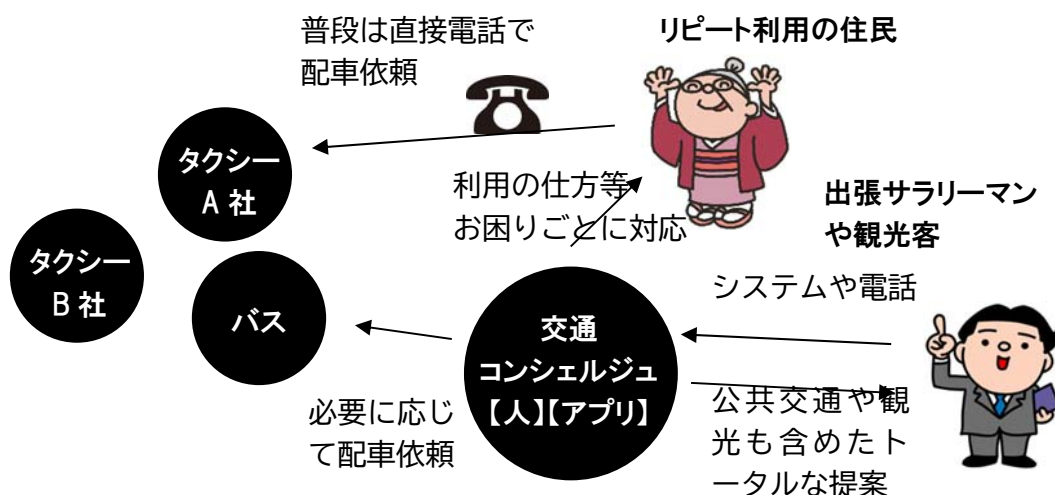 普段は直接電話で
配車依頼
リピート利用の住民
タクシー
A 社
利用の仕方等
お困りごとに対応
出張サラリーマン
や観光客
タクシー
B 社
バス
システムや電話
交通
コンシェルジュ
【人】【アプリ】
必要に応じ
て配車依頼
公共交通や観
光も含めたト
ータルな提案